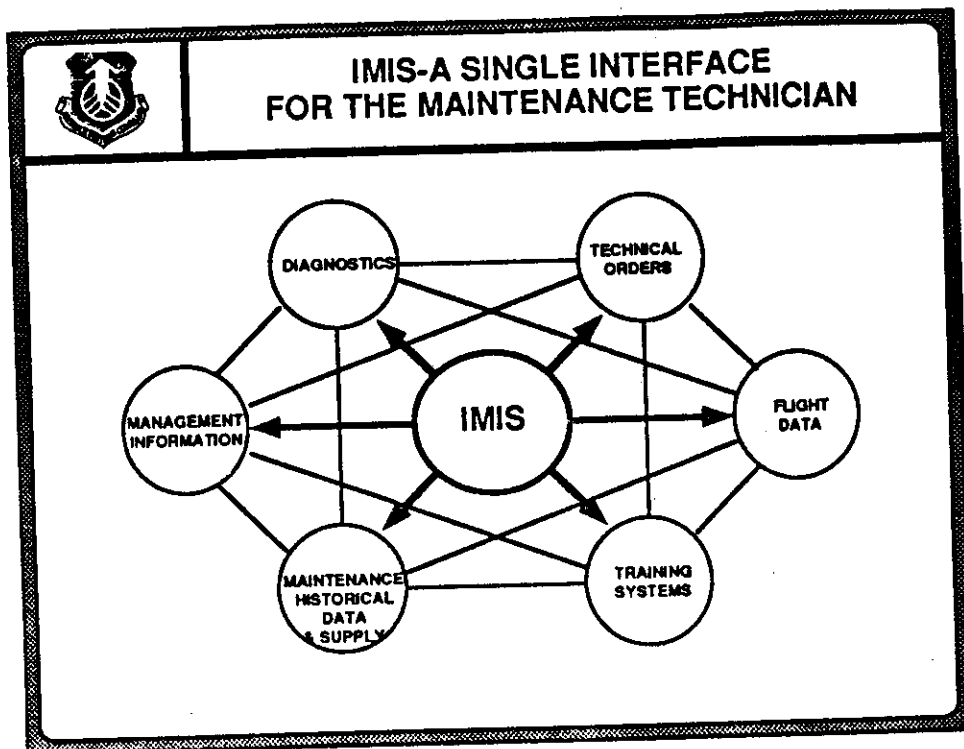 IMIS-A SINGLE INTERFACE
FOR THE MAINTENANCE TECHNICIAN
DIAGNOSTICS
TECHNICAL
ORDERS
MANAGEMENT
INFORMATION
IMIS
FLIGHT
DATA
MAINTENANCE
HISTORICAL
DATA
& SUPPLY
TRAINING
SYSTEMS